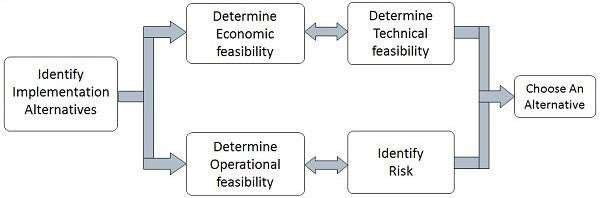 Identify
Implementation
Alternatives
Determine
Economic
feasibility
Determine
Technical
feasibility
Determine
Operational
feasibility
Identify
Risk
Choose An
Alternative